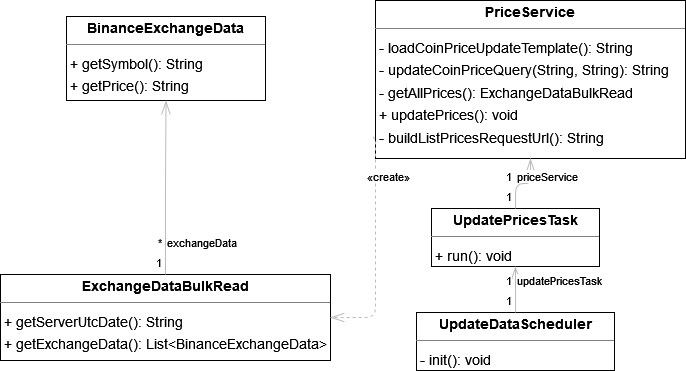 BinanceExchangeData
+ getSymbol(): String
+ getPrice(): String
PriceService
- loadCoinPriceUpdateTemplate(): String
- updateCoinPriceQuery(String, String): String
- getAllPrices(): ExchangeDataBulkRead
+ updatePrices(): void
- buildListPricesRequestUrl(): String
«create»
1 priceService
1
UpdatePricesTask
+ run(): void
* exchangeData
1
ExchangeDataBulkRead
+ getServerUtcDate(): String
+ getExchangeData(): List<BinanceExchangeData>
1 updatePricesTask
1
UpdateDataScheduler
- init(): void